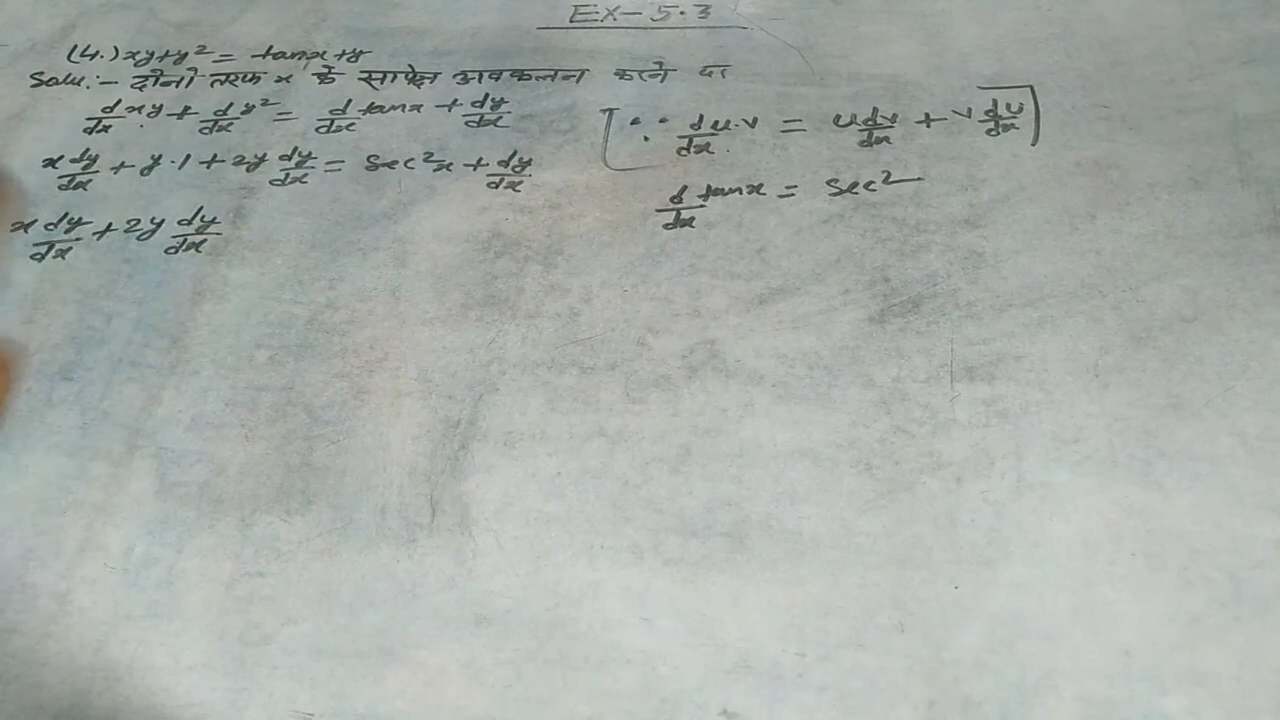 EX-5.3
(4.) xy+y² = tanx+y
Solu:- दोनों तरफ x के सापेक्ष अवकलन करने पर
d/dx xy + d/dx y² = d/dx tanx + dy/dx
x dy/dx + y·1 + 2y dy/dx = sec²x + dy/dx
x dy/dx + 2y dy/dx
[∵ d/dx u·v = u dv/dx + v du/dx]
d/dx tanx = sec²